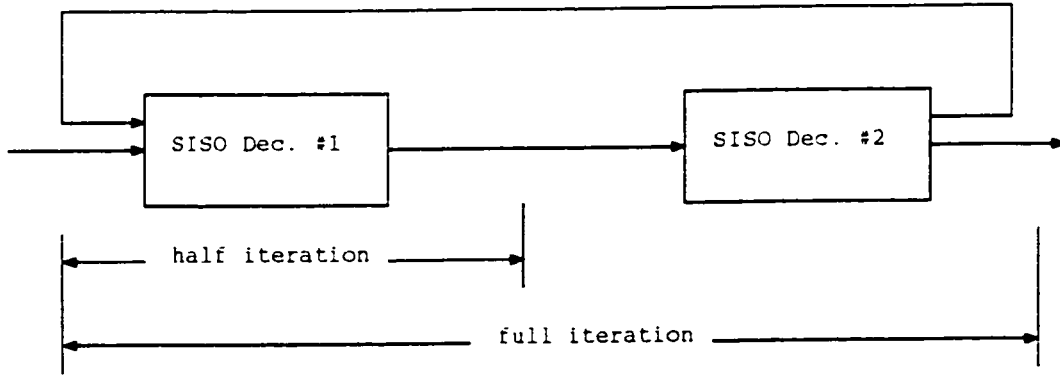 SISO Dec. #1
SISO Dec. #2
half iteration
full iteration